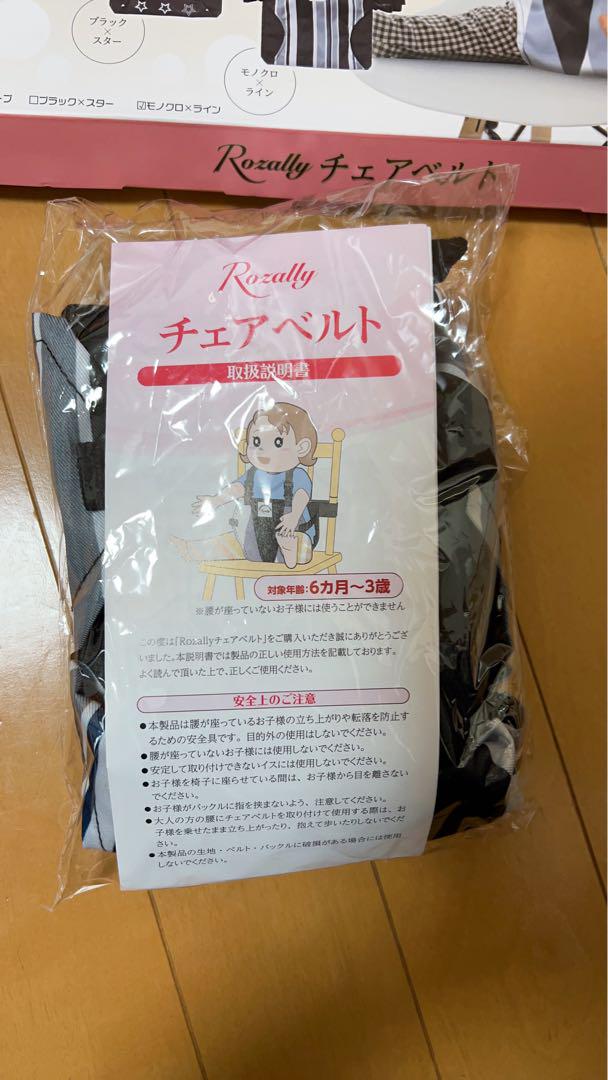 ブラック
×
スター
モノクロ
×
ライン
プ □ブラック×スター ☑モノクロ×ライン
Rozally チェアベルト
Rozally
チェアベルト
取扱説明書
対象年齢:6カ月〜3歳
※腰が座っていないお子様には使うことができません
この度は「Rozallyチェアベルト」をご購入いただき誠にありがとうござ
いました。本説明書では製品の正しい使用方法を記載しております。
よく読んで頂いた上で、正しくご使用ください。
安全上のご注意
●本製品は腰が座っているお子様の立ち上がりや転落を防止す
るための安全具です。目的外の使用はしないでください。
●腰が座っていないお子様には使用しないでください。
●安定して取り付けできないイスには使用しないでください。
●お子様を椅子に座らせている間は、お子様から目を離さない
でください。
●お子様がバックルに指を挟まないよう、注意してください。
●大人の方の腰にチェアベルトを取り付けて使用する際は、お
子様を乗せたまま立ち上がったり、抱えて歩いたりしないでくだ
さい。
●本製品の生地・ベルト・バックルに破損がある場合には使用
しないでください。